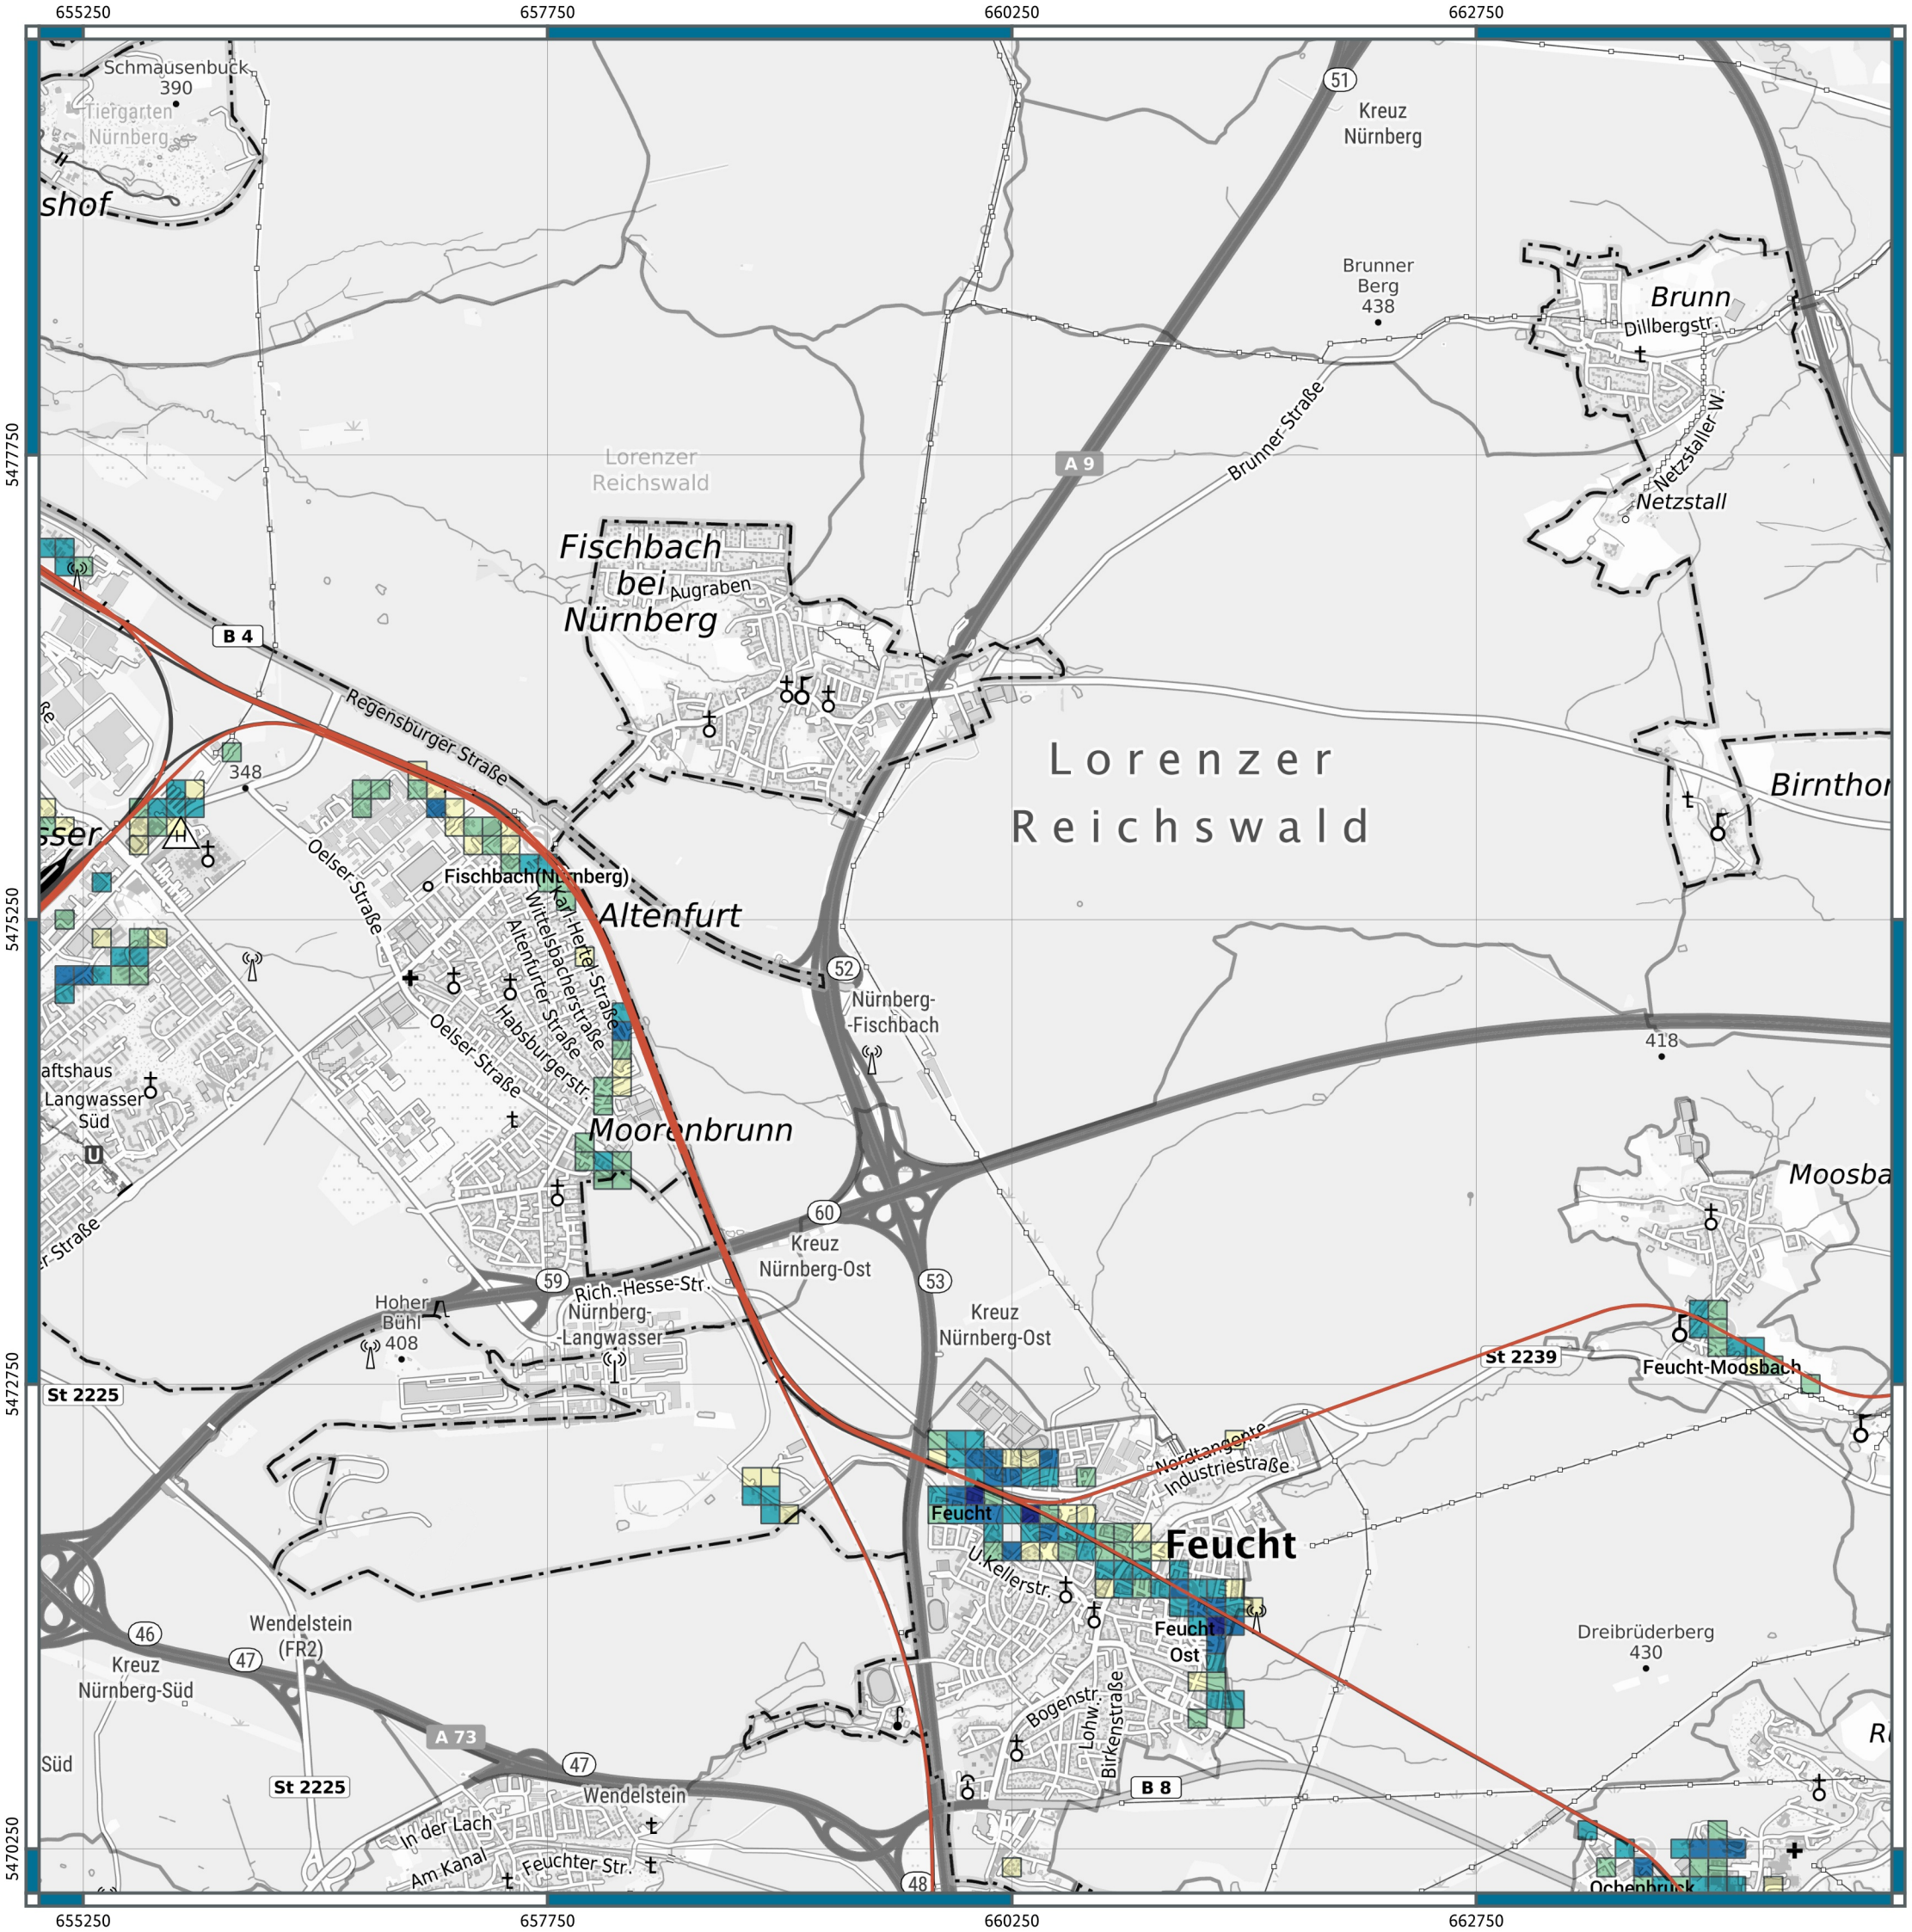 655250
657750
660250
662750
Schmausenbuck
390
Tiergarten
Nürnberg
shof
51
Kreuz
Nürnberg
Brunner
Berg
438
Brunn
Dillbergstr.
Netzstaller W.
Netzstall
Brunner-Straße
5477750
A 9
Lorenzer
Reichswald
Fischbach
bei
Nürnberg
Augraben
B 4
Regensburger-Straße
ße
348
sser
Oelser-Straße
Fischbach(Nürnberg)
Altenfurt
Karl-Hertel-Straße
Wittelsbacherstraße
Altenfurter-Straße
Habsburgerstr.
Oelser-Straße
Lorenzer
Reichswald
Birnthon
5475250
52
Nürnberg-
-Fischbach
418
aftshaus
Langwasser
Süd
U
Moorenbrunn
Moosba
er-Straße
60
Kreuz
Nürnberg-Ost
59
Rich.-Hesse-Str.
53
Kreuz
Nürnberg-Ost
Hoher
Bühl
408
Nürnberg-
-Langwasser
St 2239
Feucht-Moosbach
5472750
St 2225
Nordtangente
Industriestraße
Feucht
Feucht
U.Kellerstr.
Feucht
Ost
Wendelstein
(FR2)
46
47
Kreuz
Nürnberg-Süd
Dreibrüderberg
430
Bogenstr.
Lohw.
Birkenstraße
A 73
R
Süd
St 2225
47
Wendelstein
B 8
In der Lach
Am Kanal
Feuchter Str.
48
Ochenbruck
5470250
655250
657750
660250
662750